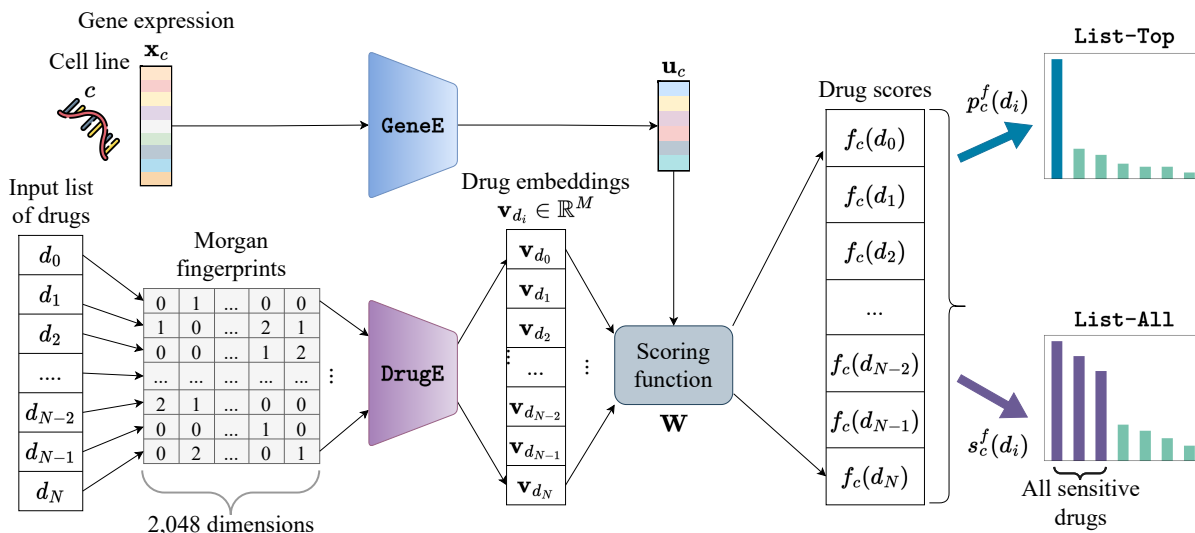 Gene expression
𝐱_c
Cell line
c
GeneE
𝐮_c
Input list
of drugs
d_0
d_1
d_2
....
d_{N−2}
d_{N−1}
d_N
Morgan
fingerprints
0 1 ... 0 0
1 0 ... 2 1
0 0 ... 1 2
... ... ... ... ...
2 1 ... 0 0
0 0 ... 1 0
0 2 ... 0 1
⋮
2,048 dimensions
DrugE
Drug embeddings
𝐯_{d_i} ∈ ℝ^M
𝐯_{d_0}
𝐯_{d_1}
𝐯_{d_2}
⋮
...
𝐯_{d_{N−2}}
𝐯_{d_{N−1}}
𝐯_{d_N}
⋮
Scoring
function
𝐖
Drug scores
f_c(d_0)
f_c(d_1)
f_c(d_2)
...
f_c(d_{N−2})
f_c(d_{N−1})
f_c(d_N)
List-Top
p_c^f(d_i)
List-All
s_c^f(d_i)
All sensitive
drugs